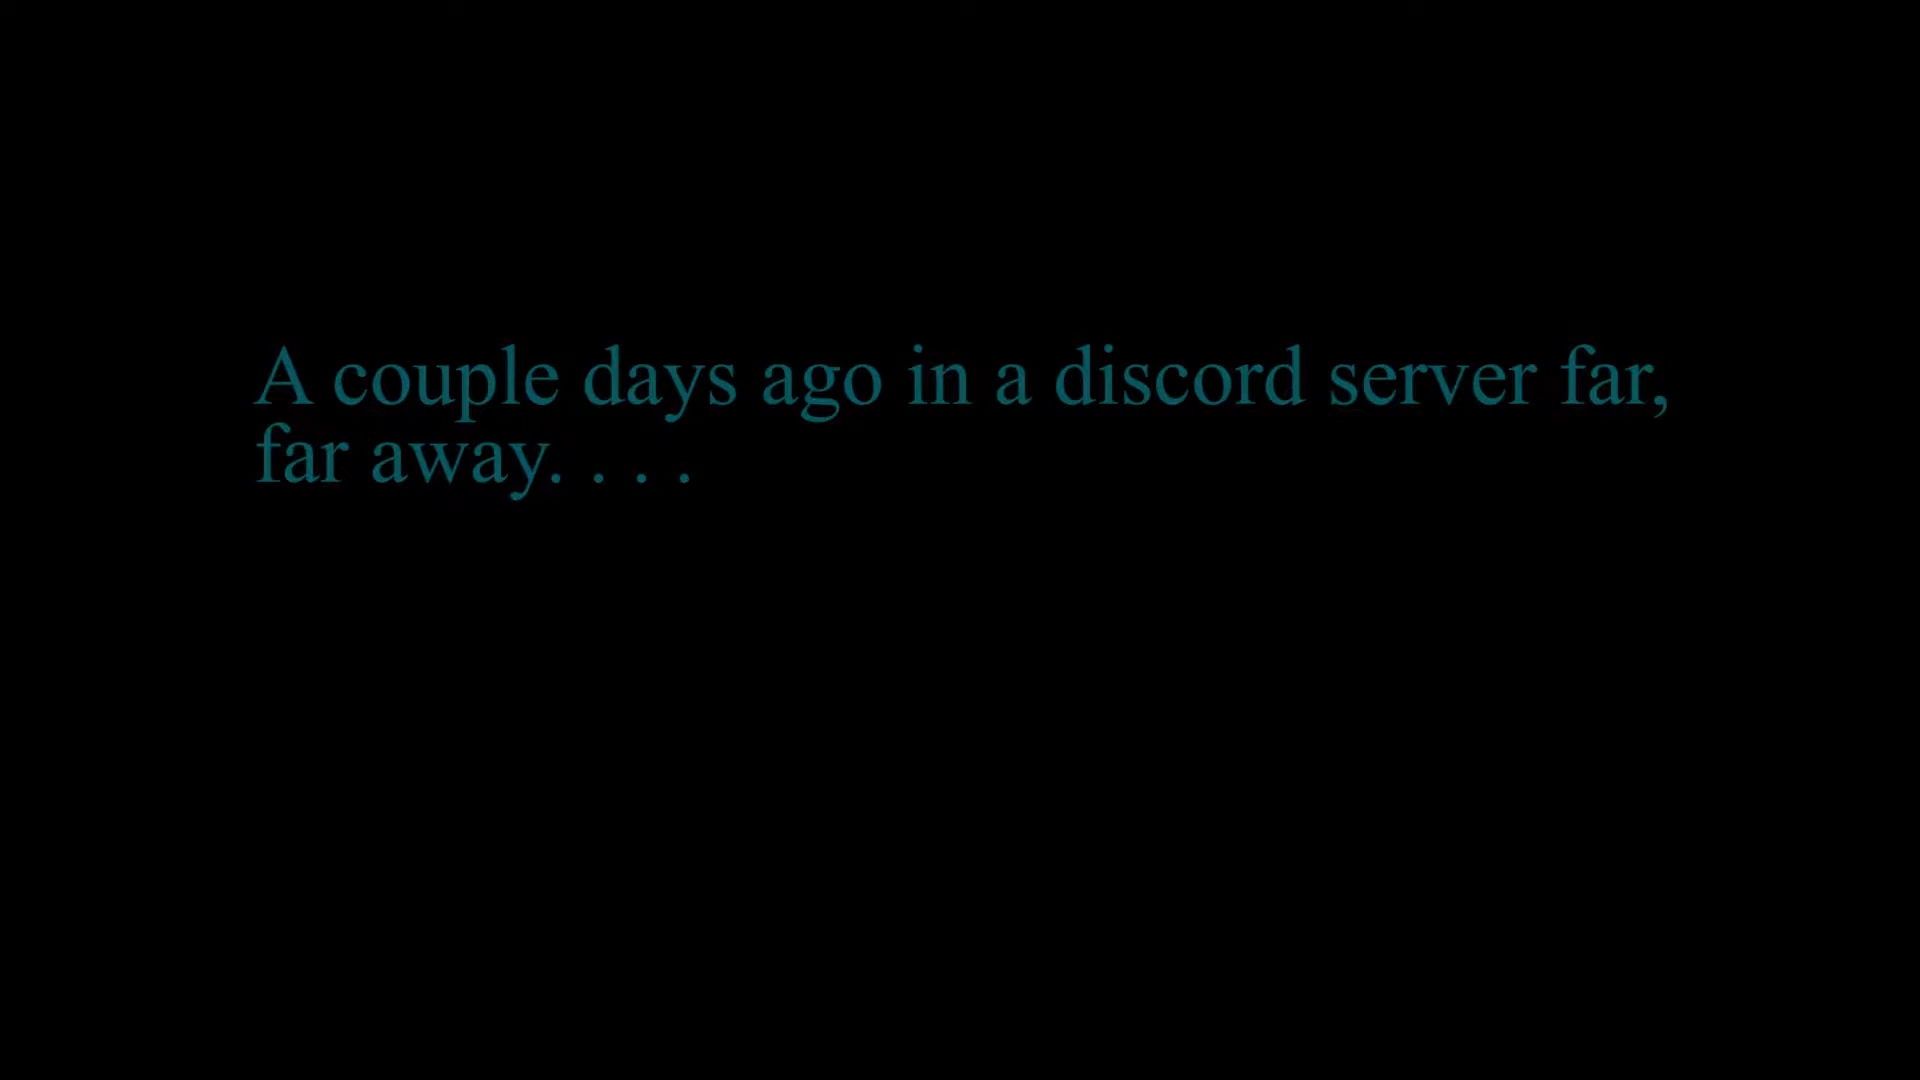 A couple days ago in a discord server far,
far away. . . .